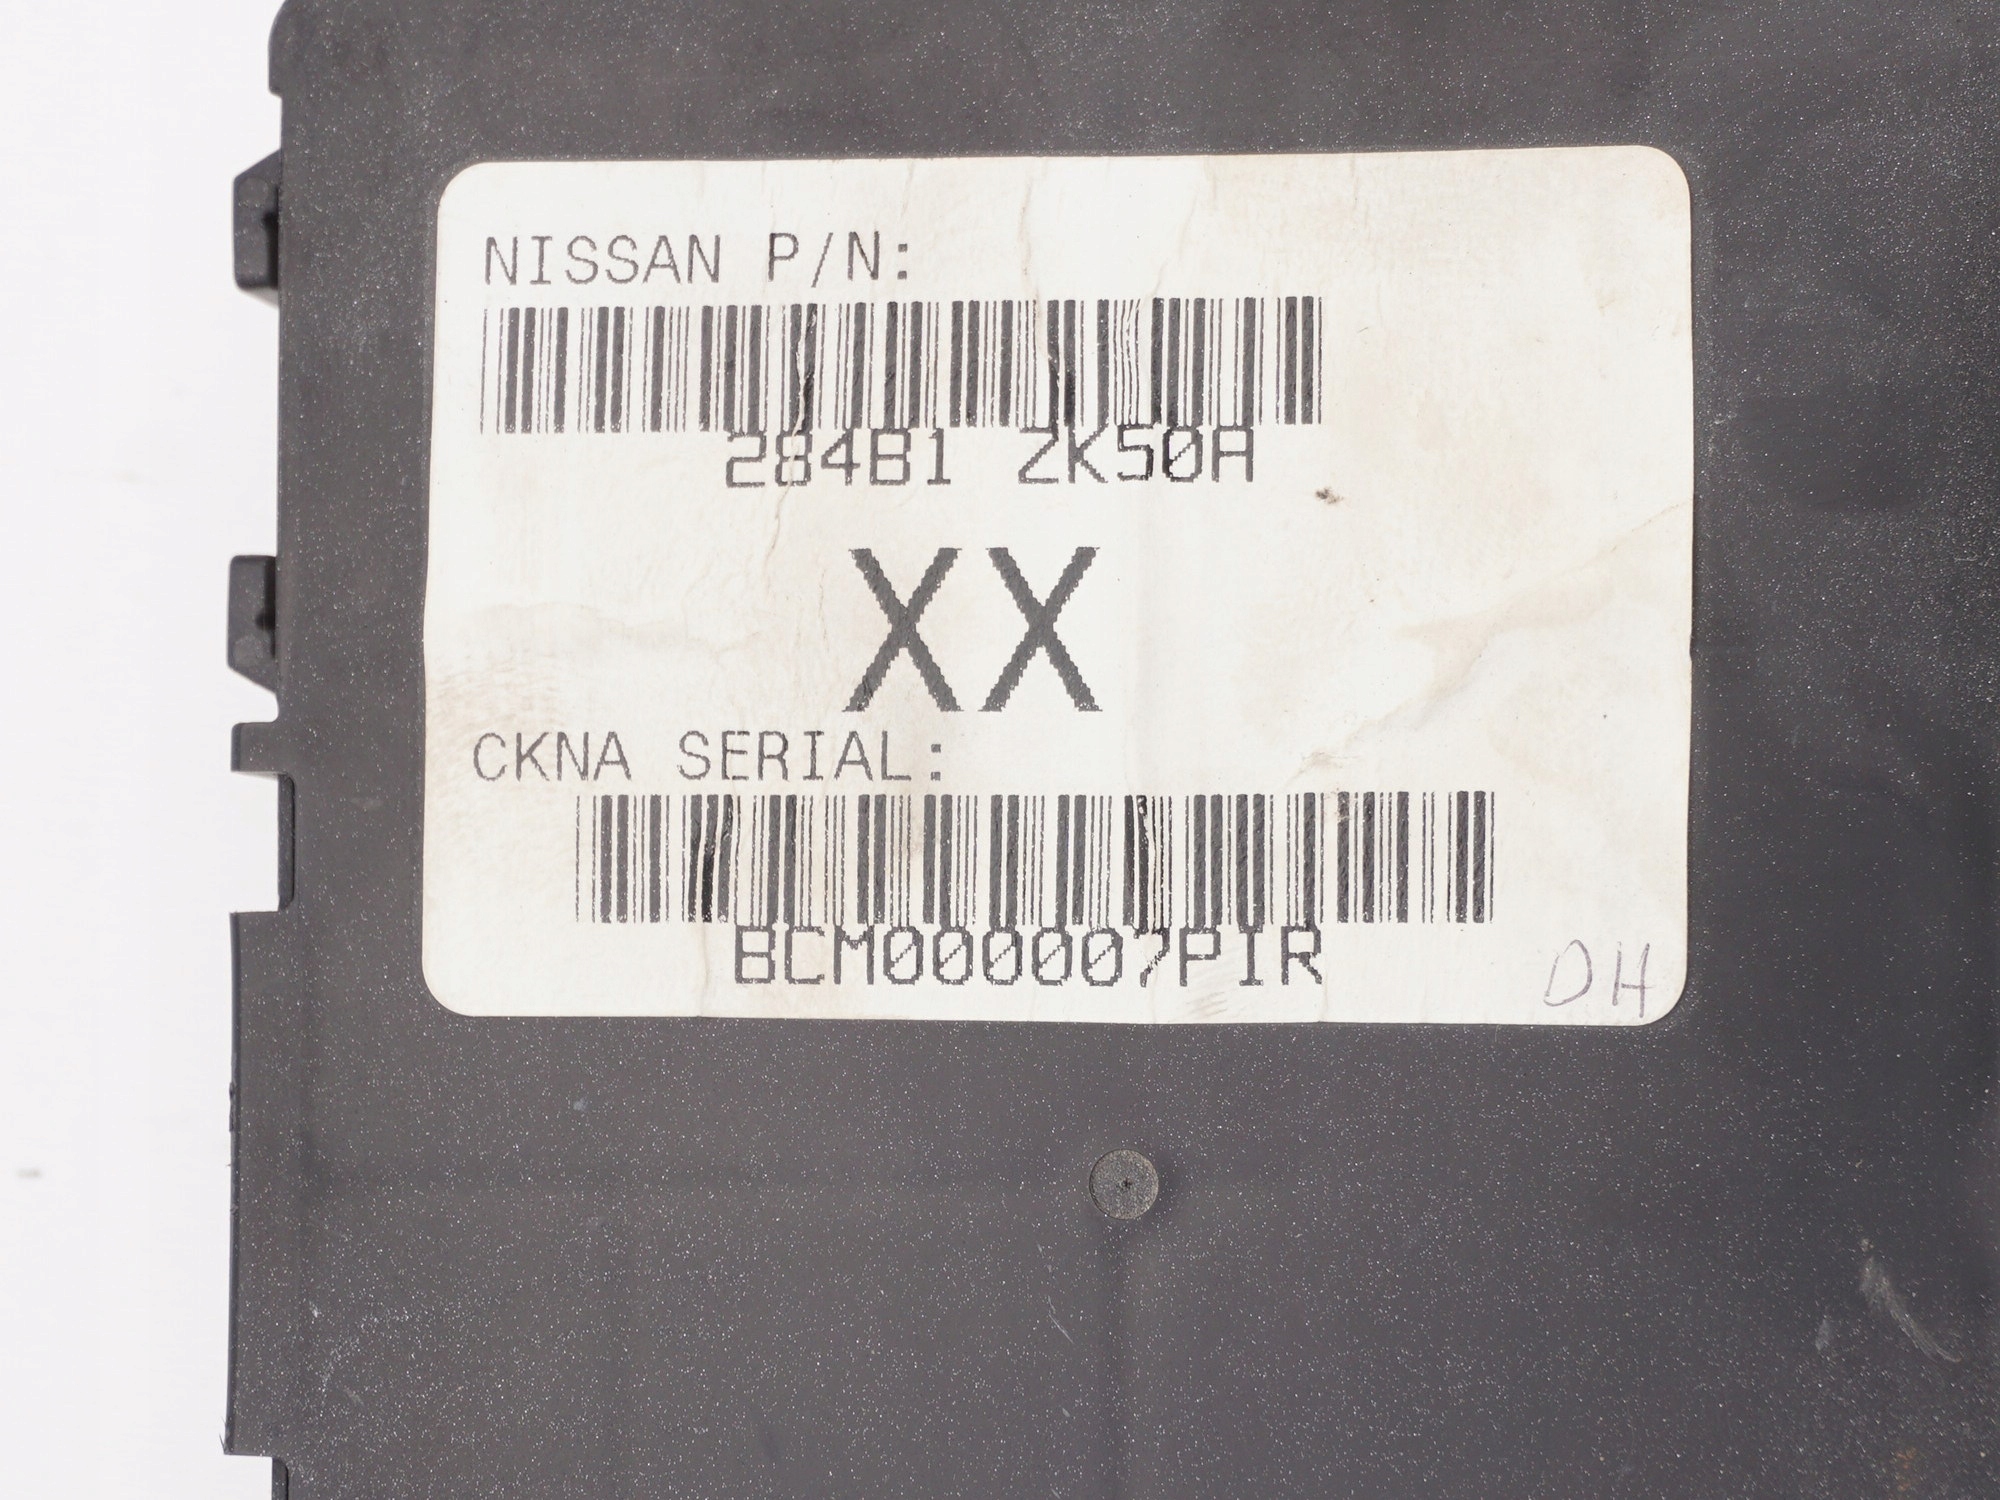 NISSAN P/N:
284B1 ZK50A
XX
CKNA SERIAL:
BCM000007PIR
DH